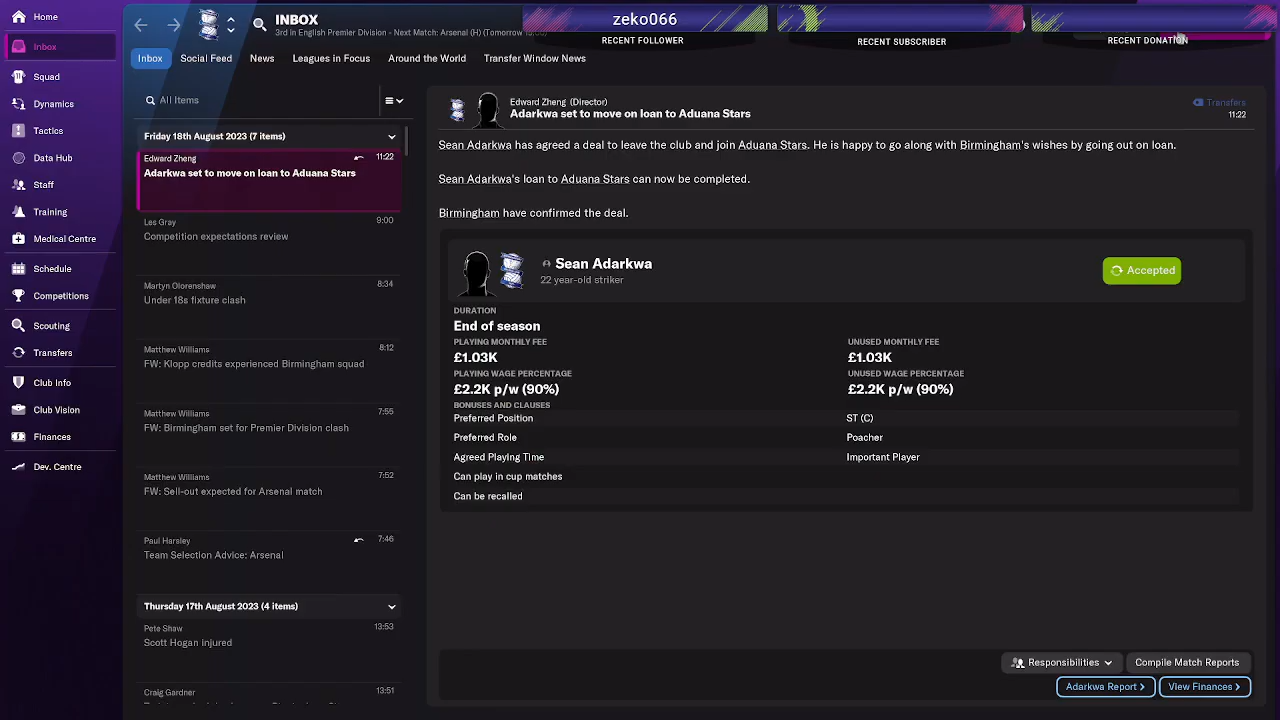 Home
Inbox
Squad
Dynamics
Tactics
Data Hub
Staff
Training
Medical Centre
Schedule
Competitions
Scouting
Transfers
Club Info
Club Vision
Finances
Dev. Centre
INBOX
3rd in English Premier Division - Next Match: Arsenal (H) (Tomorrow
zeko066
RECENT FOLLOWER
RECENT SUBSCRIBER
RECENT DONATION
Inbox
Social Feed
News
Leagues in Focus
Around the World
Transfer Window News
All Items
Friday 18th August 2023 (7 items)
Edward Zheng 11:22
Adarkwa set to move on loan to Aduana Stars
Les Gray 9:00
Competition expectations review
Martyn Olorenshaw 8:34
Under 18s fixture clash
Matthew Williams 8:12
FW: Klopp credits experienced Birmingham squad
Matthew Williams 7:55
FW: Birmingham set for Premier Division clash
Matthew Williams 7:52
FW: Sell-out expected for Arsenal match
Paul Harsley 7:46
Team Selection Advice: Arsenal
Thursday 17th August 2023 (4 items)
Pete Shaw 13:53
Scott Hogan injured
Craig Gardner 13:51
Edward Zheng (Director)
Adarkwa set to move on loan to Aduana Stars
Transfers
11:22
Sean Adarkwa has agreed a deal to leave the club and join Aduana Stars. He is happy to go along with Birmingham's wishes by going out on loan.
Sean Adarkwa's loan to Aduana Stars can now be completed.
Birmingham have confirmed the deal.
Sean Adarkwa
22 year-old striker
Accepted
DURATION
End of season
PLAYING MONTHLY FEE UNUSED MONTHLY FEE
£1.03K £1.03K
PLAYING WAGE PERCENTAGE UNUSED WAGE PERCENTAGE
£2.2K p/w (90%) £2.2K p/w (90%)
BONUSES AND CLAUSES
Preferred Position ST (C)
Preferred Role Poacher
Agreed Playing Time Important Player
Can play in cup matches
Can be recalled
Responsibilities
Compile Match Reports
Adarkwa Report
View Finances